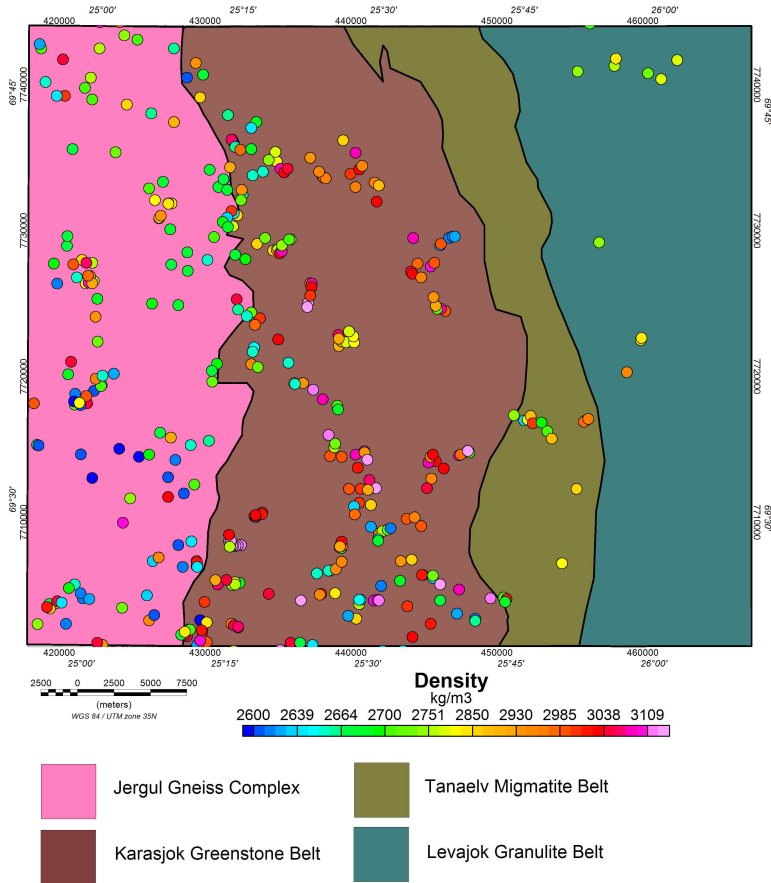 420000 430000 440000 450000 460000
25°00' 25°15' 25°30' 25°45' 26°00'
69°45' 7740000 7740000 69°45'
7730000 7730000
7720000 7720000
69°30' 7710000 7710000 69°30'
420000 430000 440000 450000 460000
25°00' 25°15' 25°30' 25°45' 26°00'
2500 0 2500 5000 7500
(meters)
WGS 84 / UTM zone 35N
Density
kg/m3
2600 2639 2664 2700 2751 2850 2930 2985 3038 3109
Jergul Gneiss Complex
Tanaelv Migmatite Belt
Karasjok Greenstone Belt
Levajok Granulite Belt